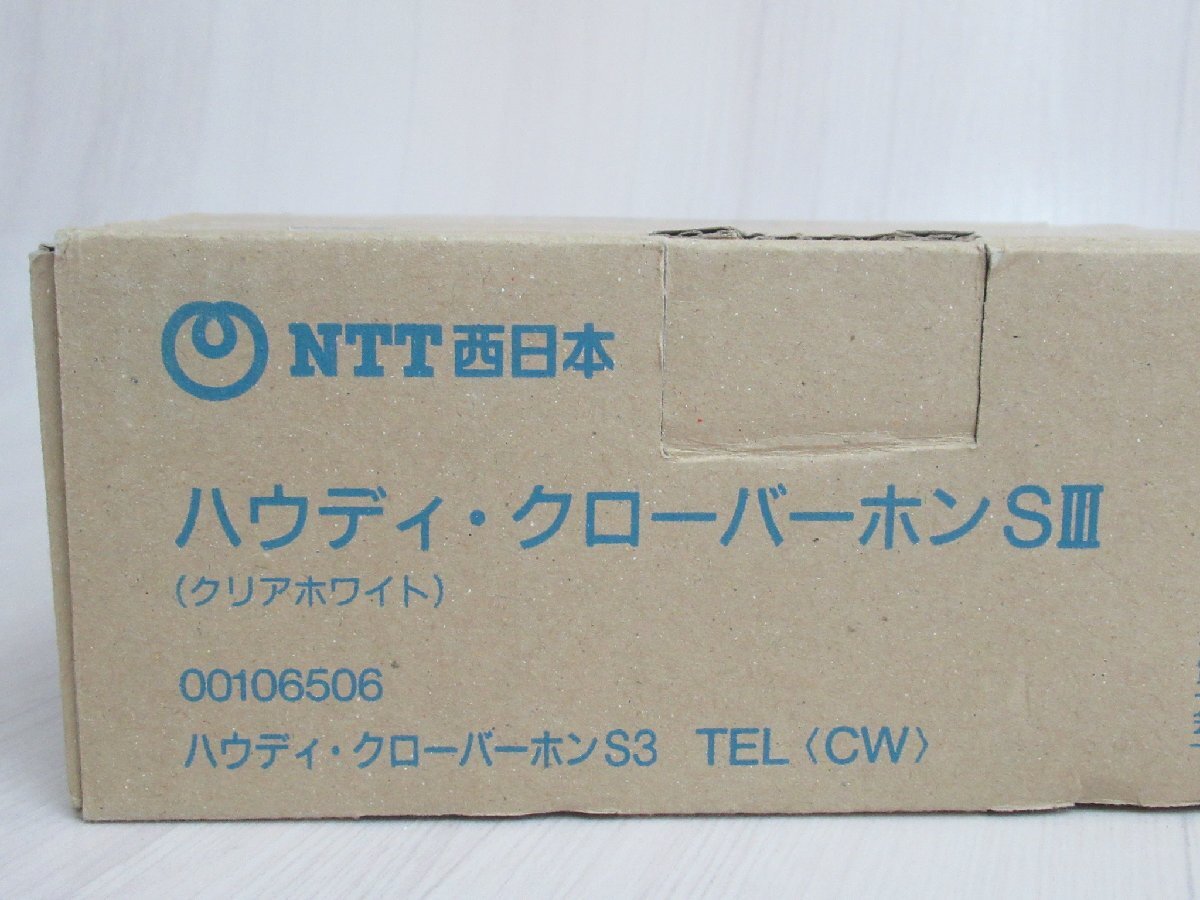 NTT西日本
ハウディ・クローバーホンSⅢ
(クリアホワイト)
00106506
ハウディ・クローバーホンS3 TEL〈CW〉